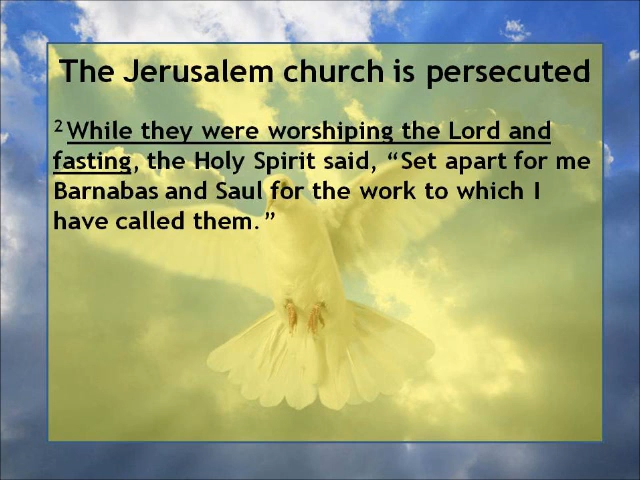 The Jerusalem church is persecuted
2 While they were worshiping the Lord and
fasting, the Holy Spirit said, “Set apart for me
Barnabas and Saul for the work to which I
have called them.”